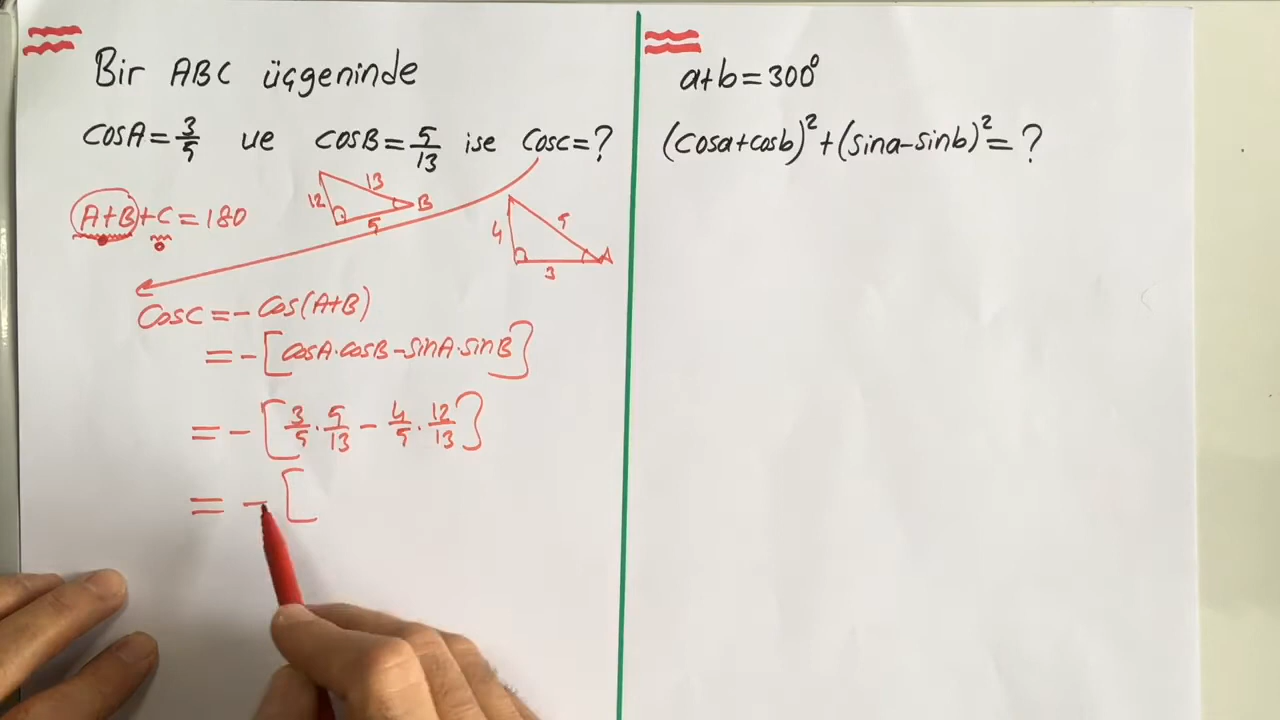 Bir ABC üçgeninde
cosA=3/5 ve cosB=5/13 ise cosc=?
A+B+C=180
12 13 5 B
4 5 3 A
Cosc=-cos(A+B)
=-[cosA·cosB-sinA·sinB]
=-[3/5·5/13-4/5·12/13]
=-[
a+b=300°
(cosa+cosb)²+(sina-sinb)²=?